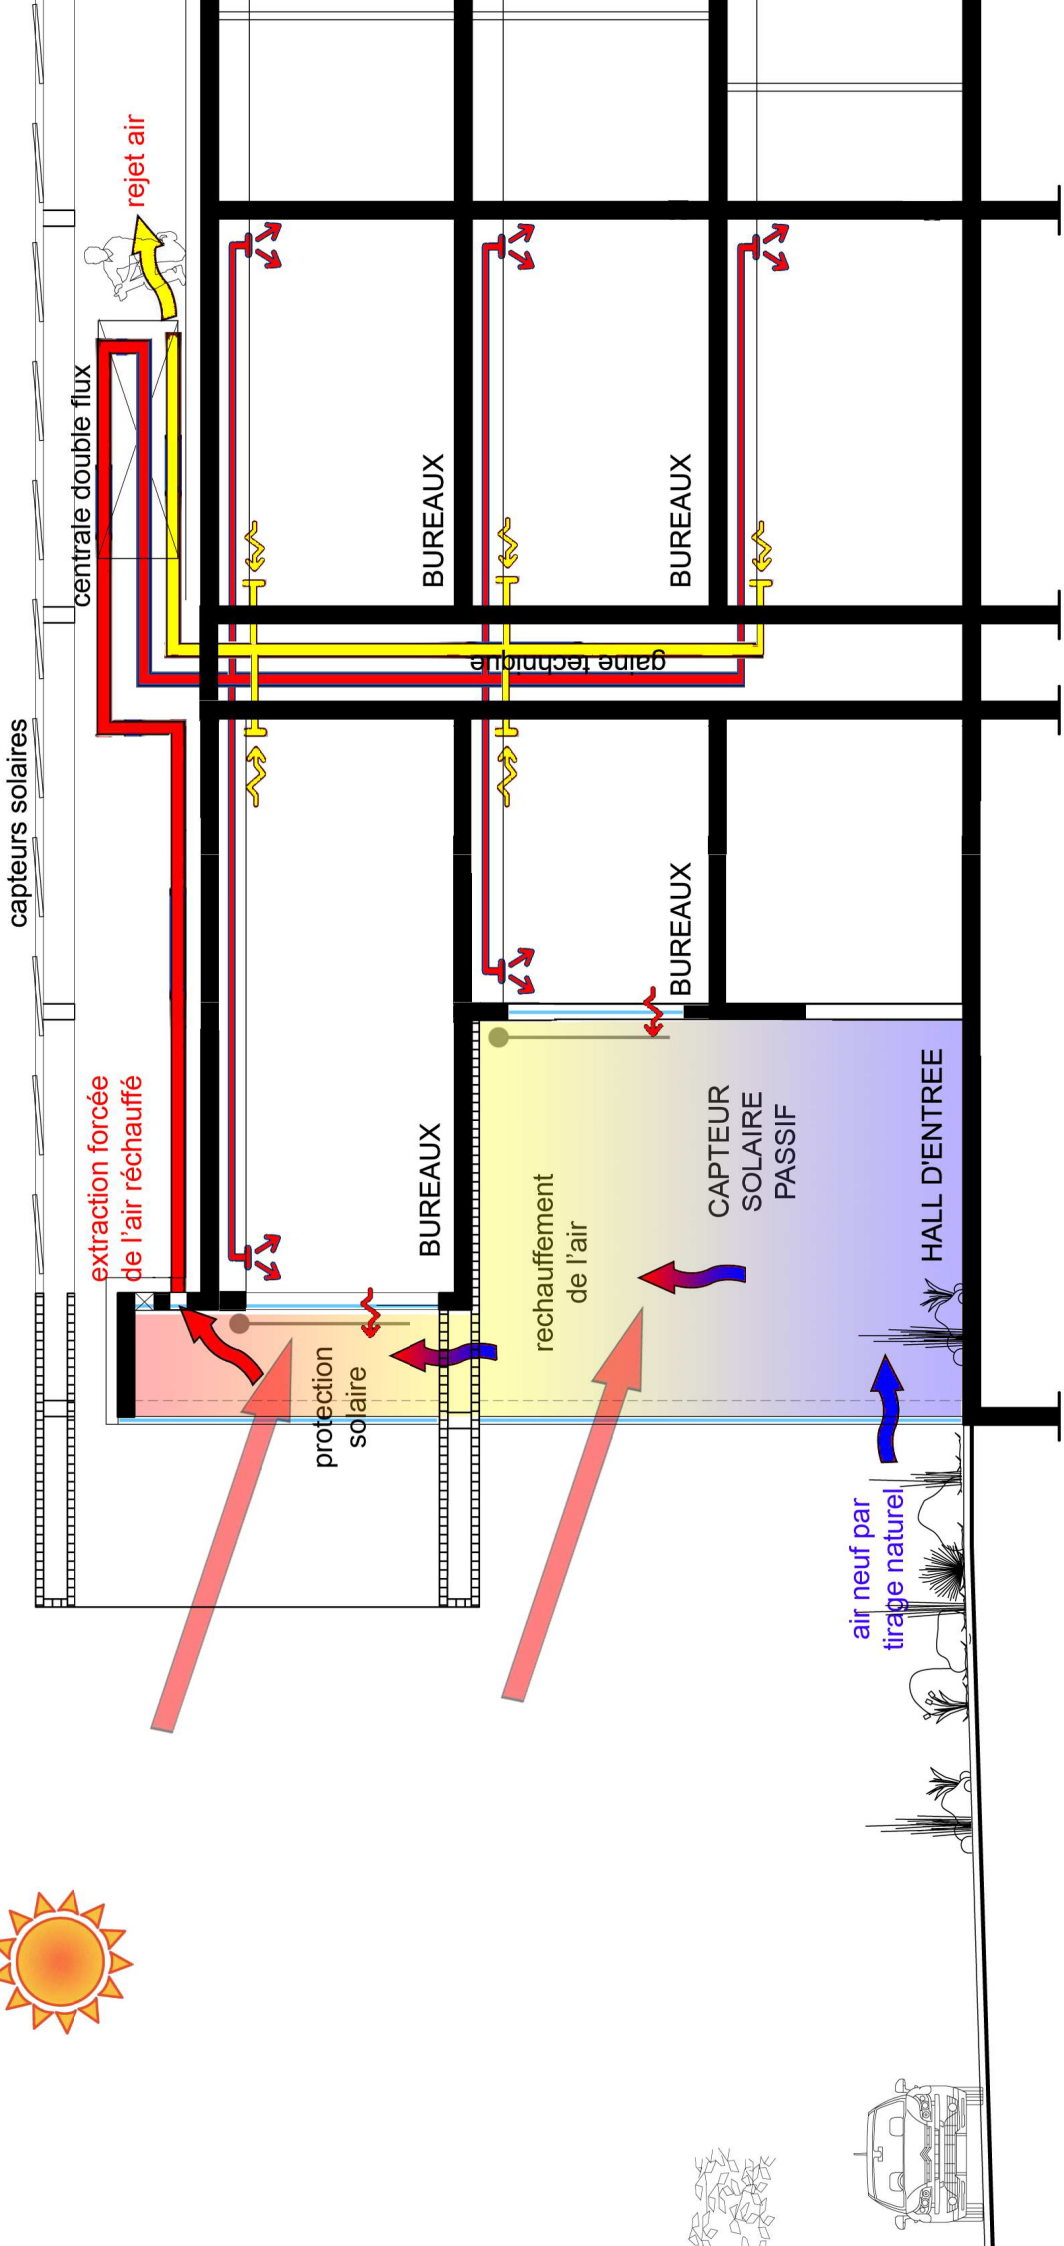 capteurs solaires
centrale double flux
rejet air
extraction forcée
de l'air réchauffé
BUREAUX
BUREAUX
BUREAUX
BUREAUX
gaine technique
protection
solaire
rechauffement
de l'air
CAPTEUR
SOLAIRE
PASSIF
HALL D'ENTREE
air neuf par
tirage naturel